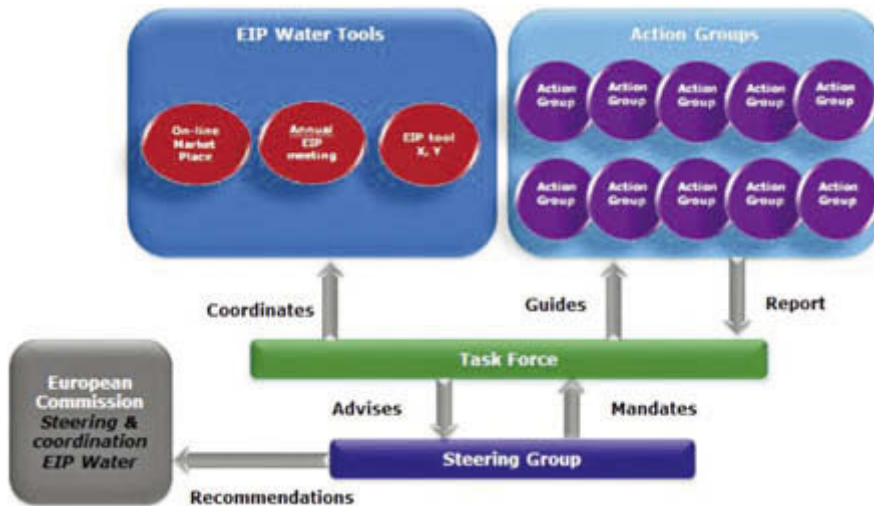 EIP Water Tools
On-line
Market
Place
Annual
EIP
meeting
EIP tool
X, Y
Action Groups
Action
Group
Action
Group
Action
Group
Action
Group
Action
Group
Action
Group
Action
Group
Action
Group
Action
Group
Action
Group
Coordinates
Guides
Report
Task Force
European
Commission
Steering &
coordination
EIP Water
Advises
Mandates
Steering Group
Recommendations